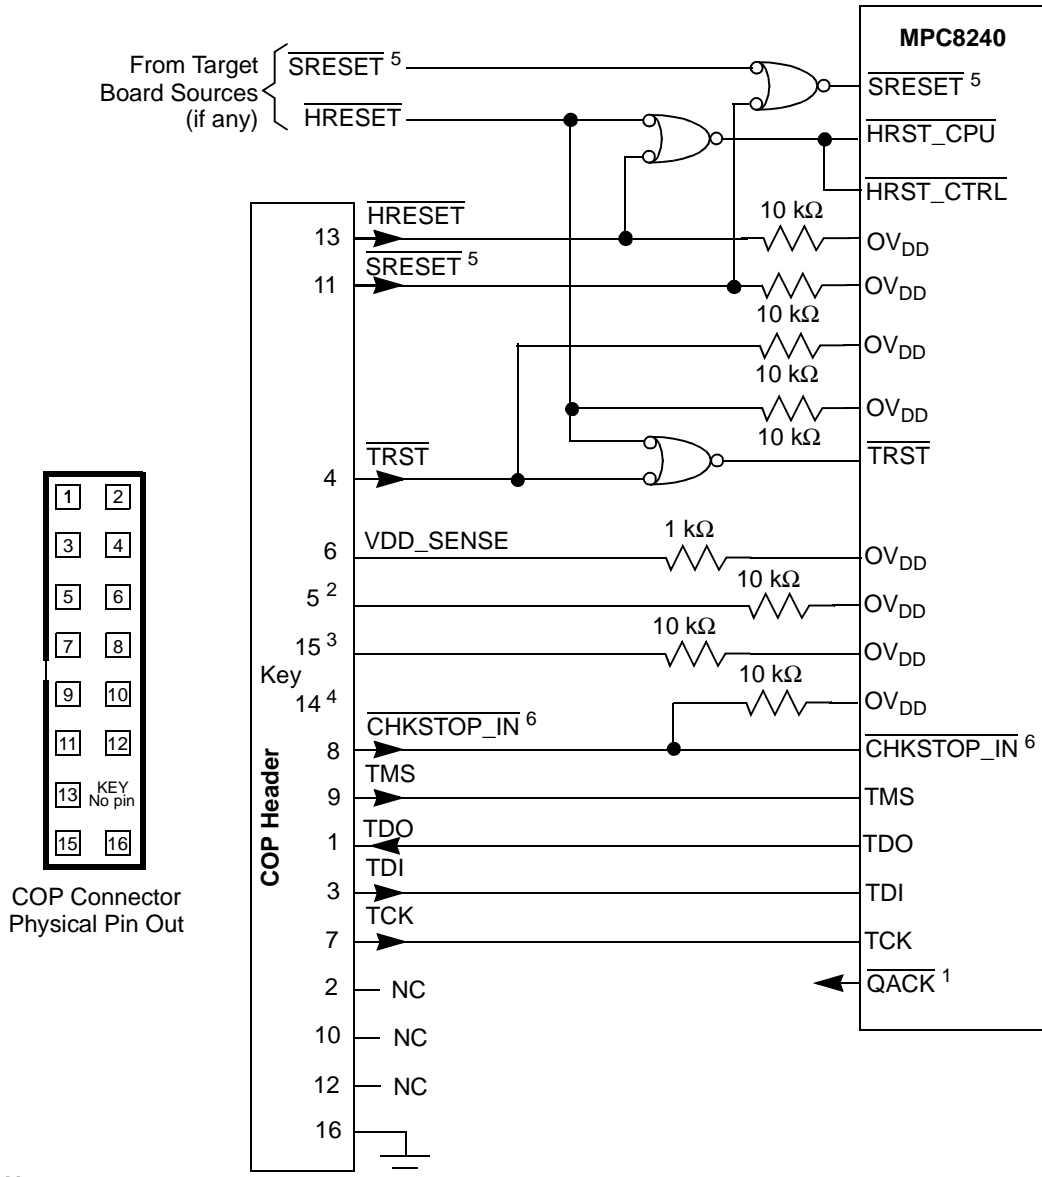 MPC8240
From Target
Board Sources
(if any)
SRESET 5
HRESET
SRESET 5
HRST_CPU
HRST_CTRL
13
HRESET
10 kΩ
OVDD
11
SRESET 5
10 kΩ
OVDD
10 kΩ
OVDD
10 kΩ
OVDD
4
TRST
TRST
6
VDD_SENSE
1 kΩ
OVDD
5 2
10 kΩ
OVDD
15 3
10 kΩ
OVDD
Key
14 4
10 kΩ
OVDD
8
CHKSTOP_IN 6
CHKSTOP_IN 6
9
TMS
TMS
1
TDO
TDO
3
TDI
TDI
7
TCK
TCK
QACK 1
2
NC
10
NC
12
NC
16
COP Header
1 2
3 4
5 6
7 8
9 10
11 12
13 KEY
No pin
15 16
COP Connector
Physical Pin Out